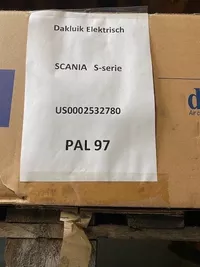 Dakluik Elektrisch
SCANIA S-serie
US0002532780
PAL 97